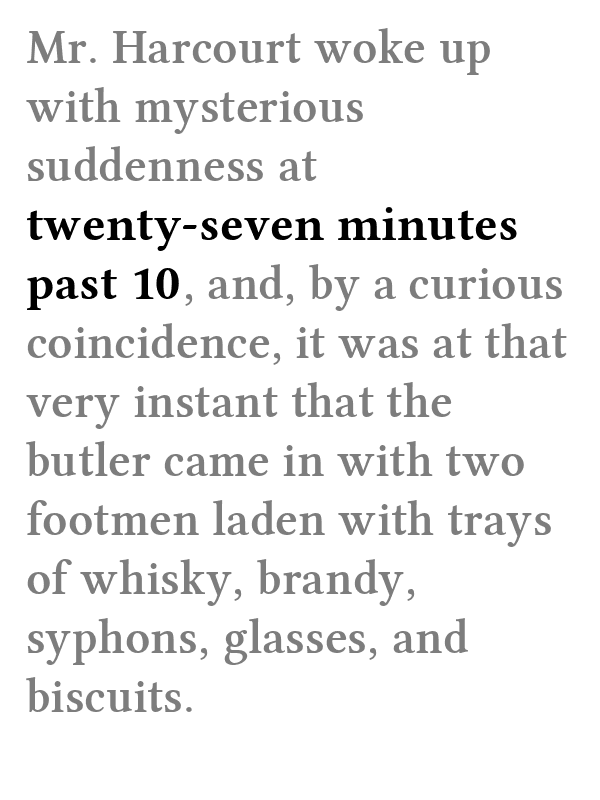 Mr. Harcourt woke up
with mysterious
suddenness at
twenty-seven minutes
past 10, and, by a curious
coincidence, it was at that
very instant that the
butler came in with two
footmen laden with trays
of whisky, brandy,
syphons, glasses, and
biscuits.